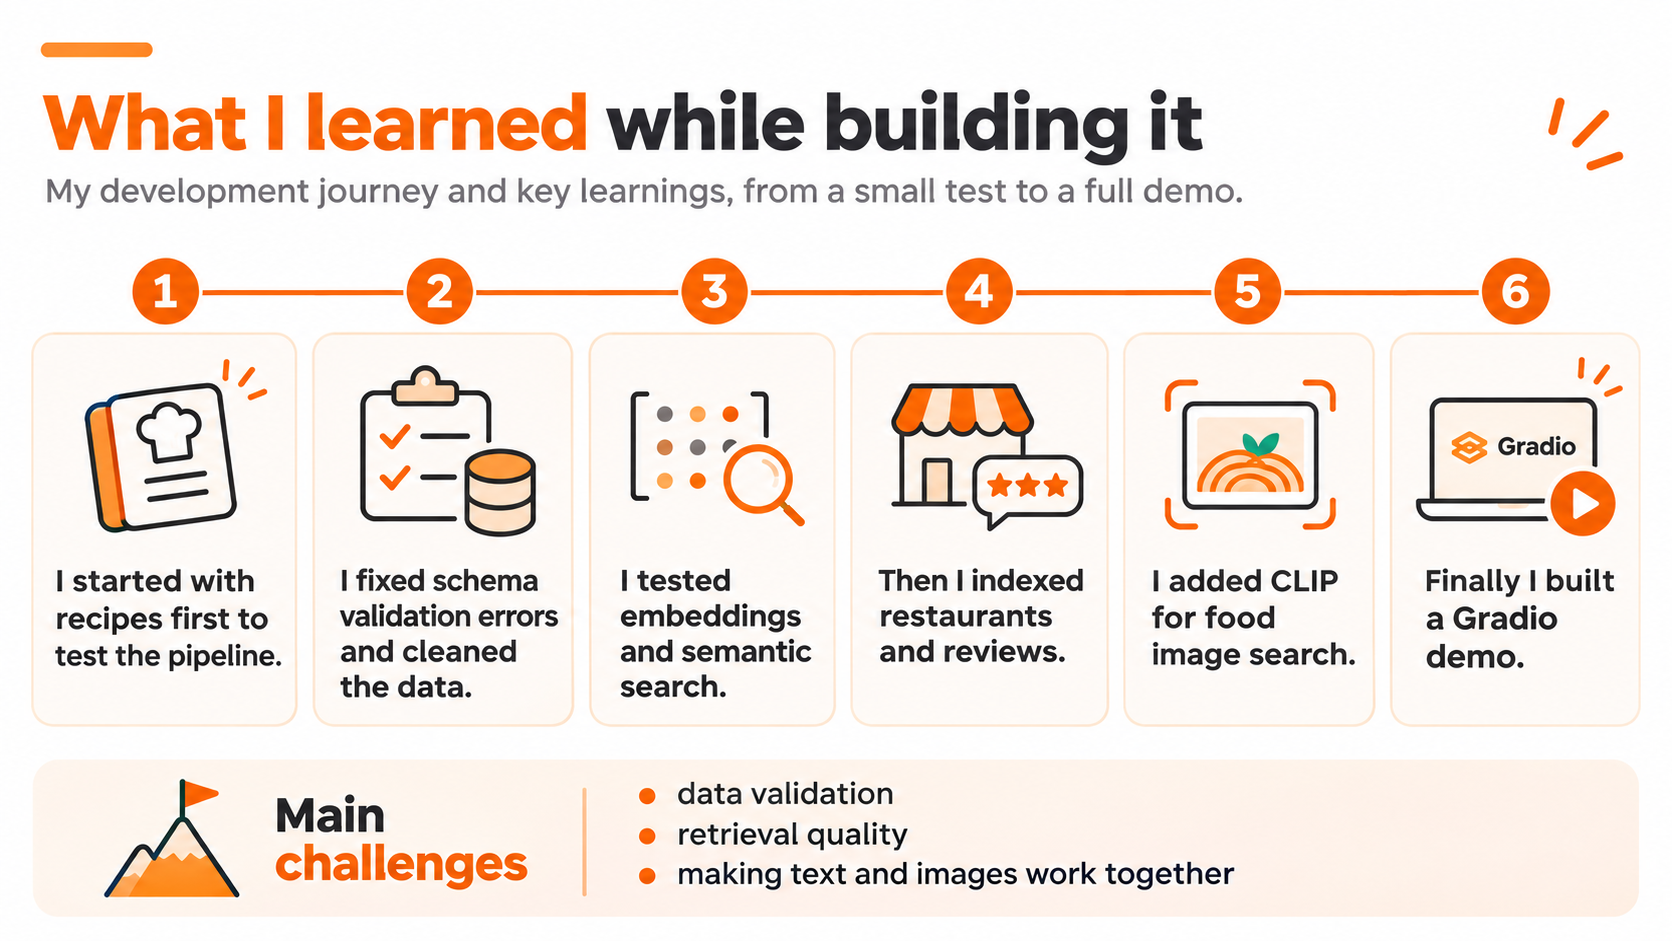 What I learned while building it
My development journey and key learnings, from a small test to a full demo.
1
2
3
4
5
6
I started with
recipes first to
test the pipeline.
I fixed schema
validation errors
and cleaned
the data.
I tested
embeddings
and semantic
search.
Then I indexed
restaurants
and reviews.
I added CLIP
for food
image search.
Gradio
Finally I built
a Gradio
demo.
Main
challenges
data validation
retrieval quality
making text and images work together